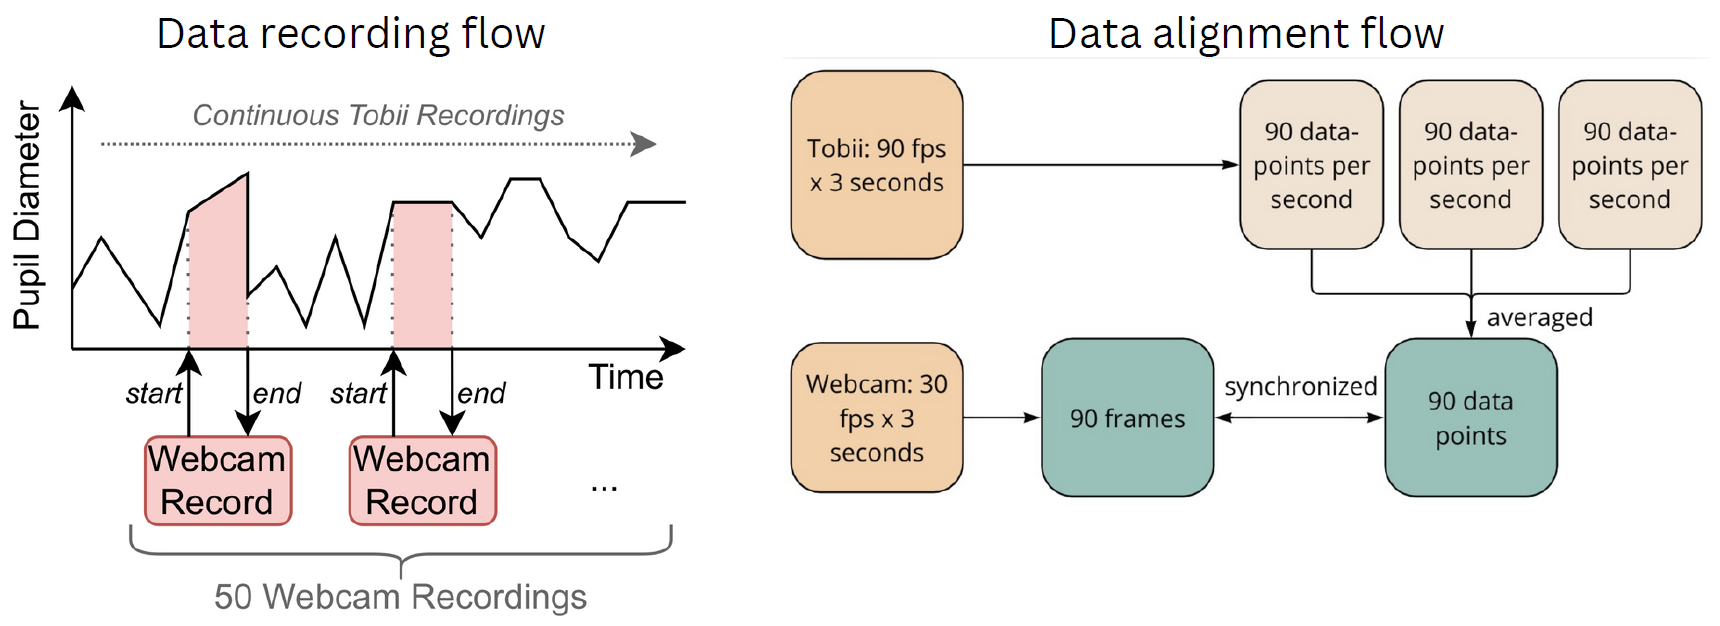 Data recording flow
Pupil Diameter
Continuous Tobii Recordings
Time
start
end
start
end
Webcam
Record
Webcam
Record
...
50 Webcam Recordings
Data alignment flow
Tobii: 90 fps
x 3 seconds
90 data-
points per
second
90 data-
points per
second
90 data-
points per
second
averaged
Webcam: 30
fps x 3
seconds
90 frames
synchronized
90 data
points